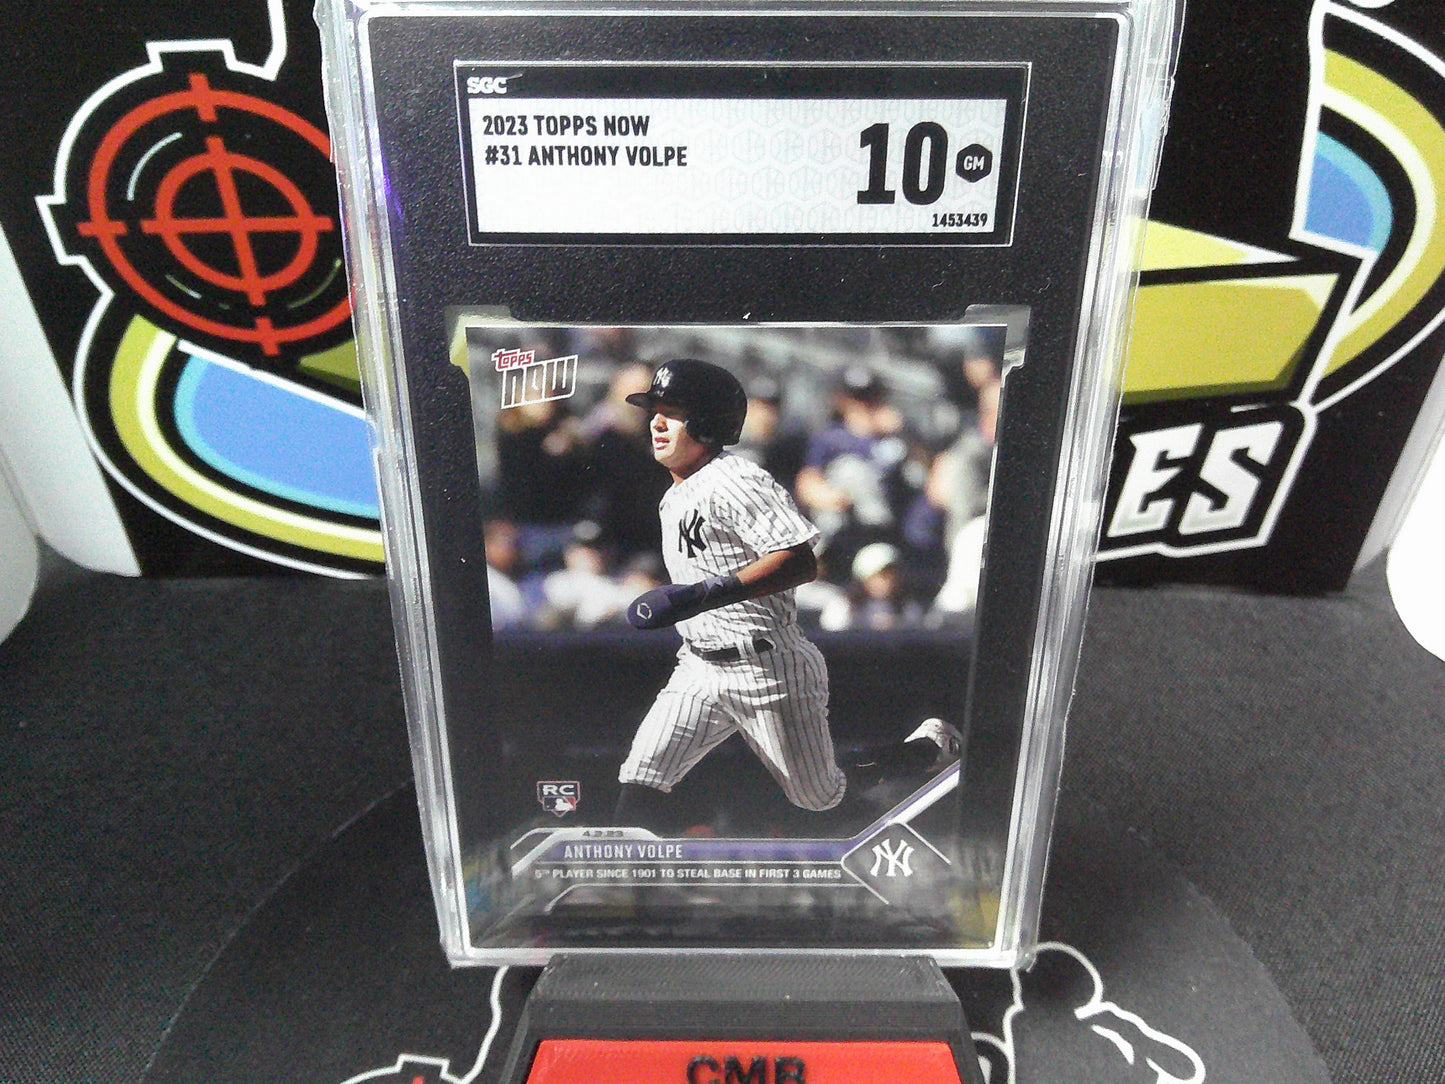 SGC
2023 TOPPS NOW
#31 ANTHONY VOLPE
10 GM
1453439
topps
NOW
NY
NY
RC
4.2.23
ANTHONY VOLPE
NY
5TH PLAYER SINCE 1901 TO STEAL BASE IN FIRST 3 GAMES
ES
CMB